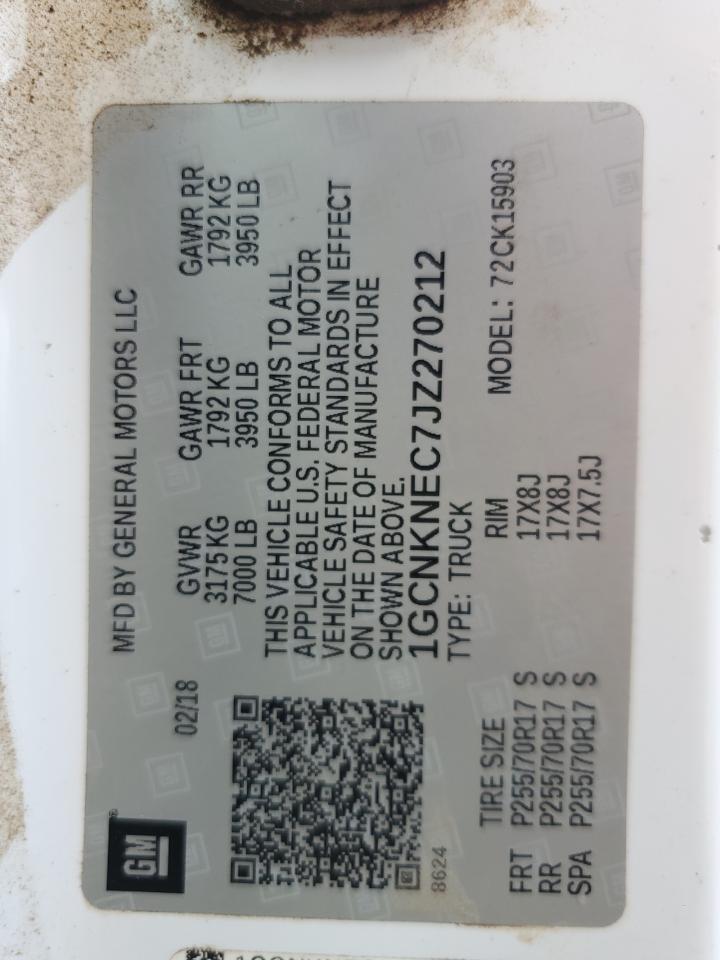 GM
MFD BY GENERAL MOTORS LLC
02/18
GVWR GAWR FRT GAWR RR
3175 KG 1792 KG 1792 KG
7000 LB 3950 LB 3950 LB
THIS VEHICLE CONFORMS TO ALL
APPLICABLE U.S. FEDERAL MOTOR
VEHICLE SAFETY STANDARDS IN EFFECT
ON THE DATE OF MANUFACTURE
SHOWN ABOVE.
1GCNKNEC7JZ270212
8624
TYPE: TRUCK
TIRE SIZE RIM MODEL: 72CK15903
FRT P255/70R17 S 17X8J
RR P255/70R17 S 17X8J
SPA P255/70R17 S 17X7.5J